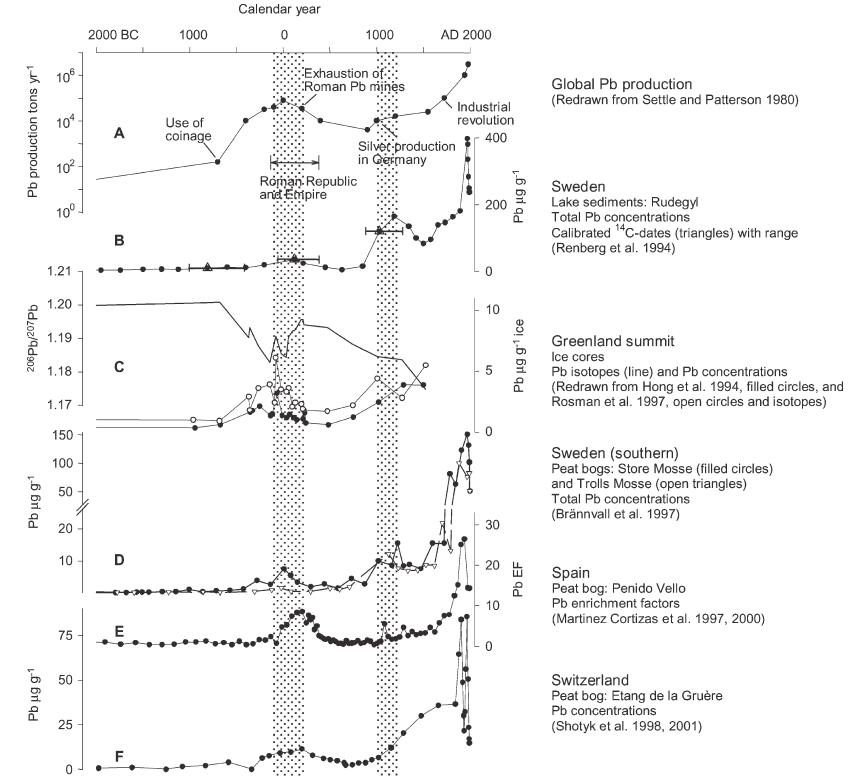 Calendar year
2000 BC
1000
0
1000
AD 2000
Pb production tons yr-1
10^6
10^4
10^2
10^0
A
Use of
coinage
Exhaustion of
Roman Pb mines
Industrial
revolution
Silver production
in Germany
Roman Republic
and Empire
Global Pb production
(Redrawn from Settle and Patterson 1980)
B
400
200
0
Pb µg g-1
Sweden
Lake sediments: Rudegyl
Total Pb concentrations
Calibrated 14C-dates (triangles) with range
(Renberg et al. 1994)
206Pb/207Pb
1.21
1.20
1.19
1.18
1.17
C
10
5
0
Pb µg g-1 ice
Greenland summit
Ice cores
Pb isotopes (line) and Pb concentrations
(Redrawn from Hong et al. 1994, filled circles, and
Rosman et al. 1997, open circles and isotopes)
Pb µg g-1
150
100
50
20
10
D
Sweden (southern)
Peat bogs: Store Mosse (filled circles)
and Trolls Mosse (open triangles)
Total Pb concentrations
(Brännvall et al. 1997)
E
30
20
10
0
Pb EF
Spain
Peat bog: Penido Vello
Pb enrichment factors
(Martinez Cortizas et al. 1997, 2000)
Pb µg g-1
75
50
25
0
F
Switzerland
Peat bog: Etang de la Gruère
Pb concentrations
(Shotyk et al. 1998, 2001)